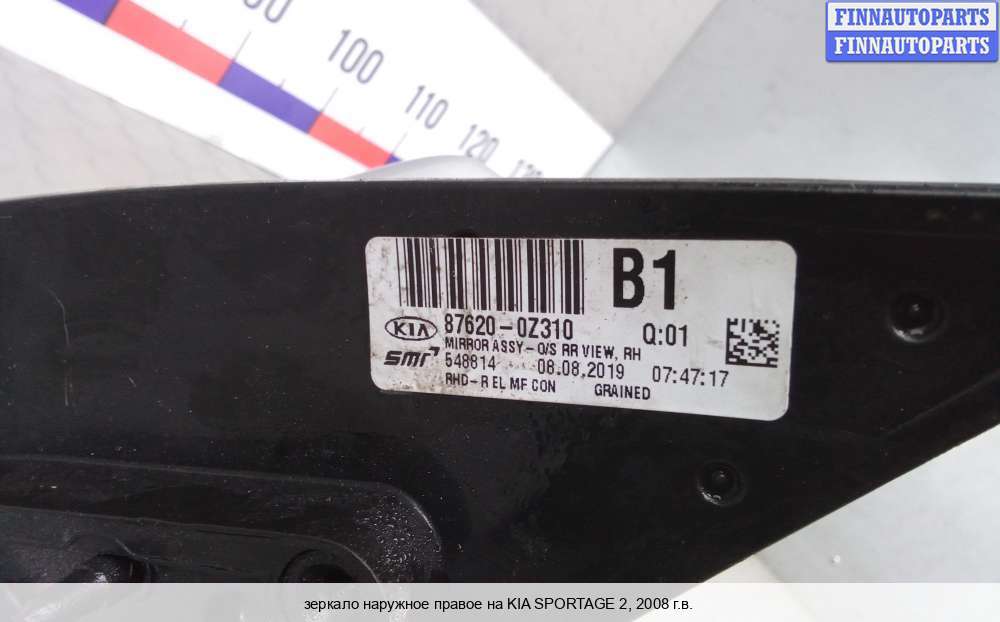 FINNAUTOPARTS
FINNAUTOPARTS
100
110
120
B1
KIA
87620-0Z310
Q:01
MIRROR ASSY-O/S RR VIEW, RH
smr
548814 08.08.2019 07:47:17
RHD-R EL MF CON GRAINED
зеркало наружное правое на KIA SPORTAGE 2, 2008 г.в.